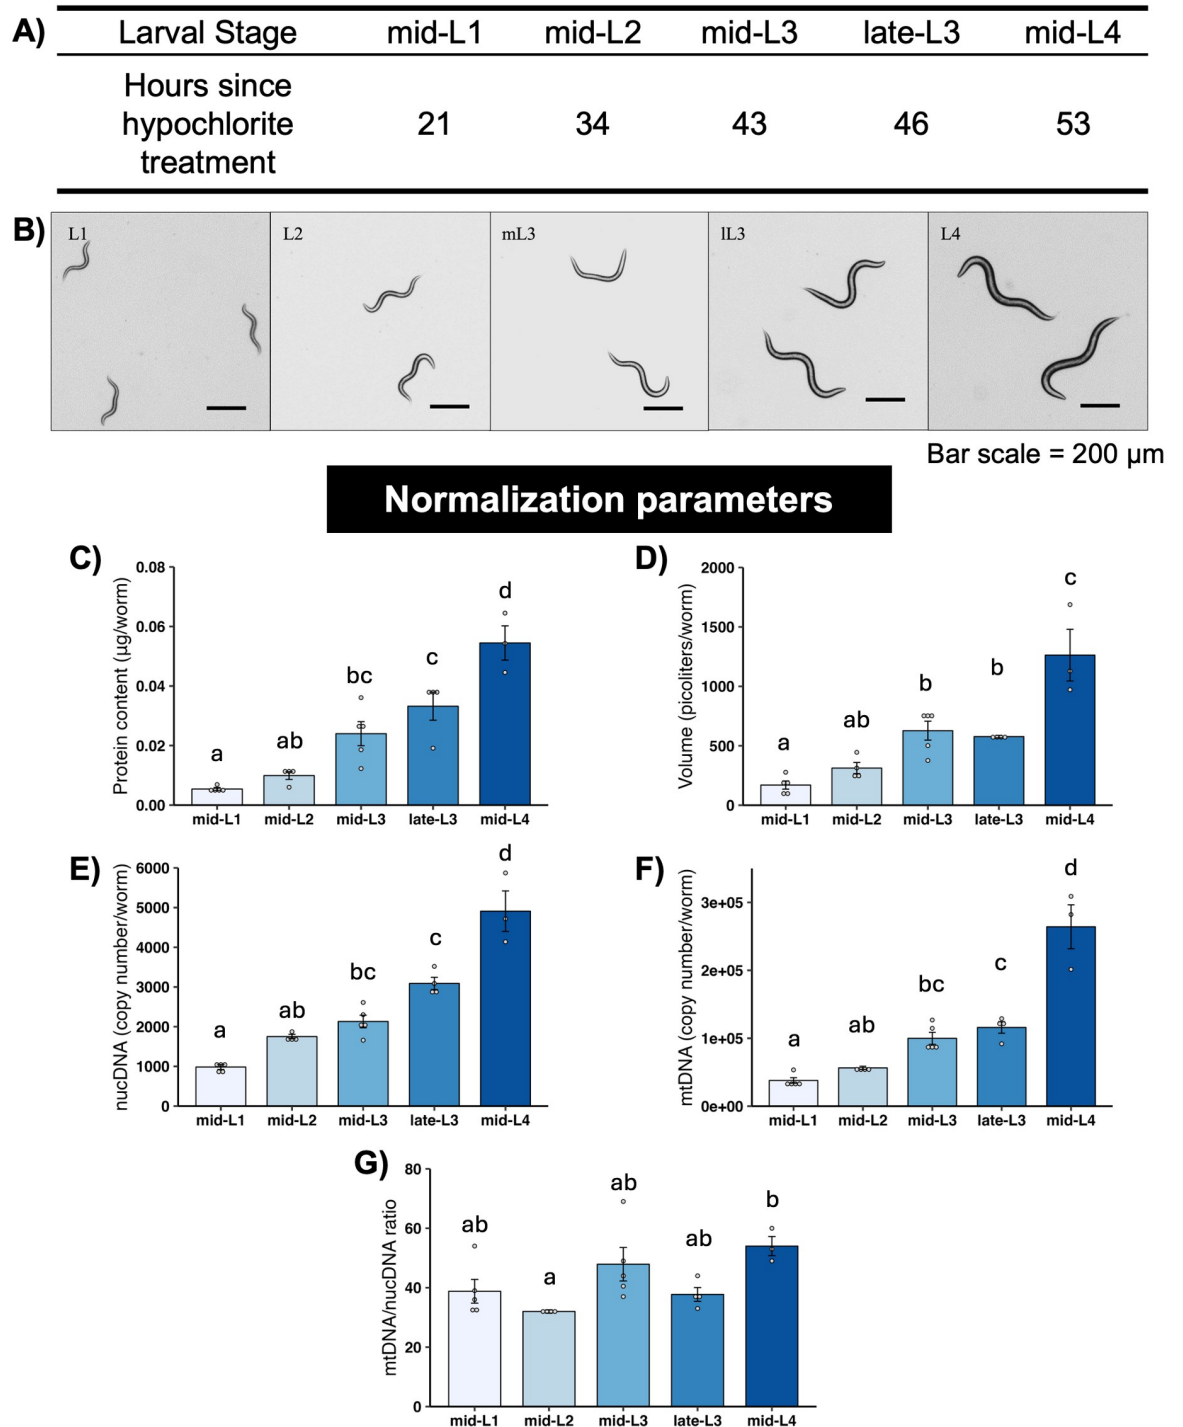 A)
Larval Stage mid-L1 mid-L2 mid-L3 late-L3 mid-L4
Hours since
hypochlorite
treatment
21 34 43 46 53
B)
L1 L2 mL3 lL3 L4
Bar scale = 200 µm
Normalization parameters
C)
Protein content (µg/worm)
0.08
0.06
0.04
0.02
0.00
a ab bc c d
mid-L1 mid-L2 mid-L3 late-L3 mid-L4
D)
Volume (picoliters/worm)
2000
1500
1000
500
0
a ab b b c
mid-L1 mid-L2 mid-L3 late-L3 mid-L4
E)
nucDNA (copy number/worm)
6000
5000
4000
3000
2000
1000
0
a ab bc c d
mid-L1 mid-L2 mid-L3 late-L3 mid-L4
F)
mtDNA (copy number/worm)
3e+05
2e+05
1e+05
0e+00
a ab bc c d
mid-L1 mid-L2 mid-L3 late-L3 mid-L4
G)
mtDNA/nucDNA ratio
80
60
40
20
0
ab a ab ab b
mid-L1 mid-L2 mid-L3 late-L3 mid-L4